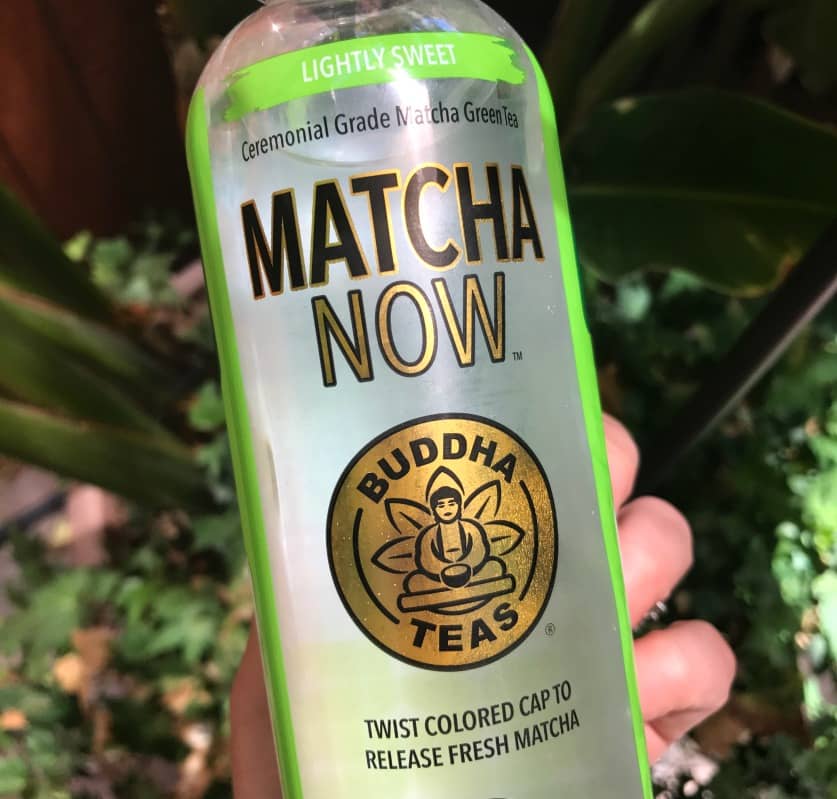 LIGHTLY SWEET
Ceremonial Grade Matcha Green Tea
MATCHA
NOW™
BUDDHA
TEAS®
TWIST COLORED CAP TO
RELEASE FRESH MATCHA